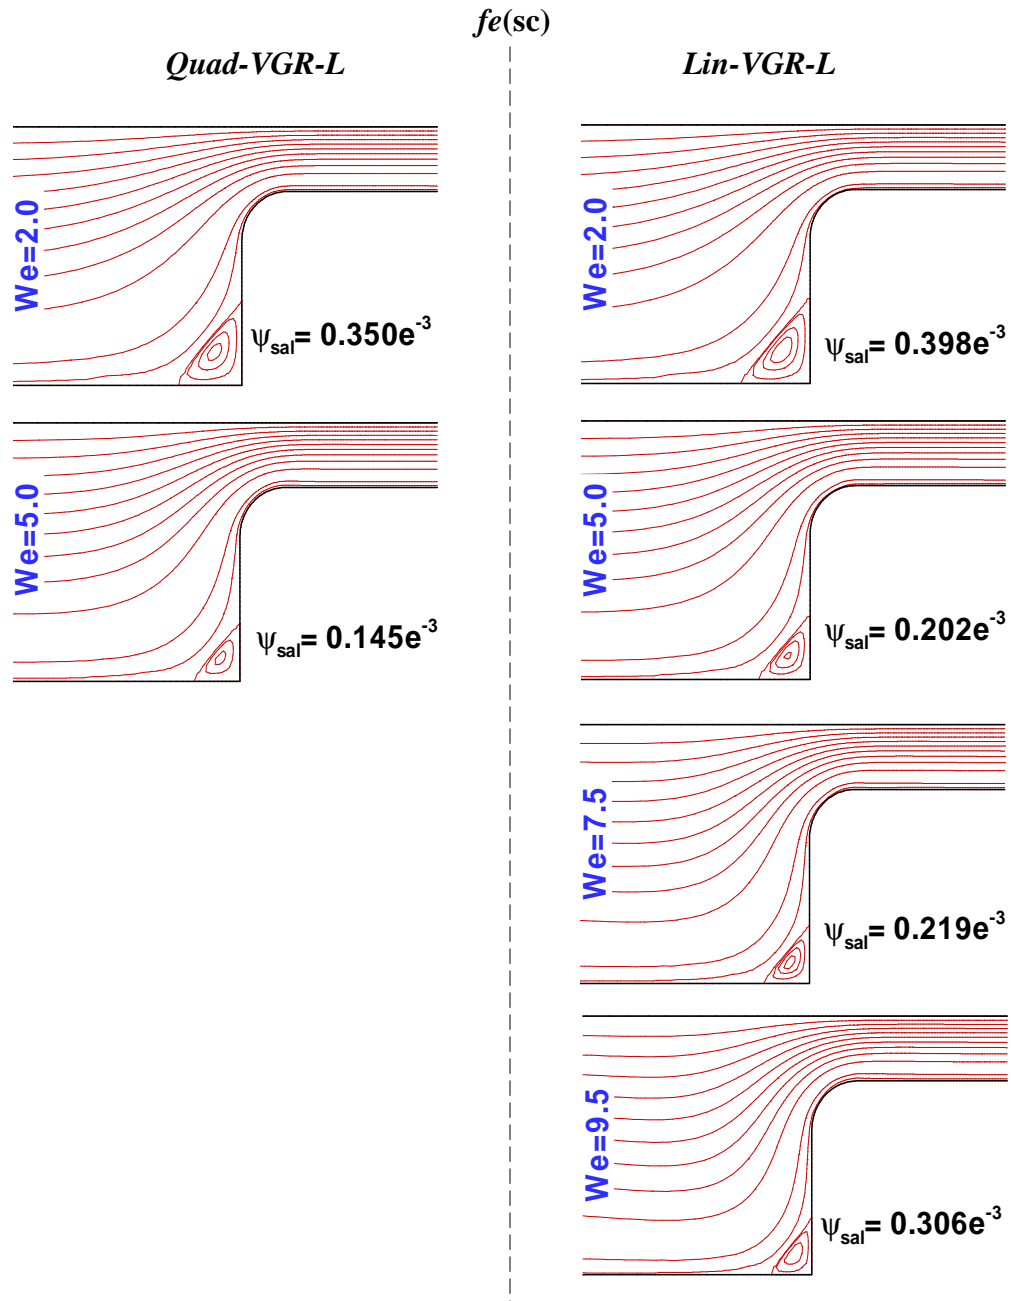 fe(sc)
Quad-VGR-L
Lin-VGR-L
We=2.0
ψsal= 0.350e-3
We=2.0
ψsal= 0.398e-3
We=5.0
ψsal= 0.145e-3
We=5.0
ψsal= 0.202e-3
We=7.5
ψsal= 0.219e-3
We=9.5
ψsal= 0.306e-3